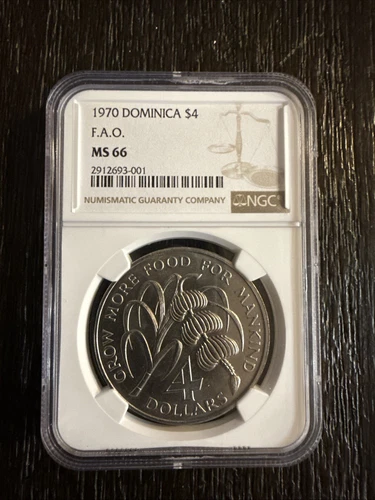 1970 DOMINICA $4
F.A.O.
MS 66
2912693-001
NUMISMATIC GUARANTY COMPANY NGC
GROW MORE FOOD FOR MANKIND
4
DOLLARS